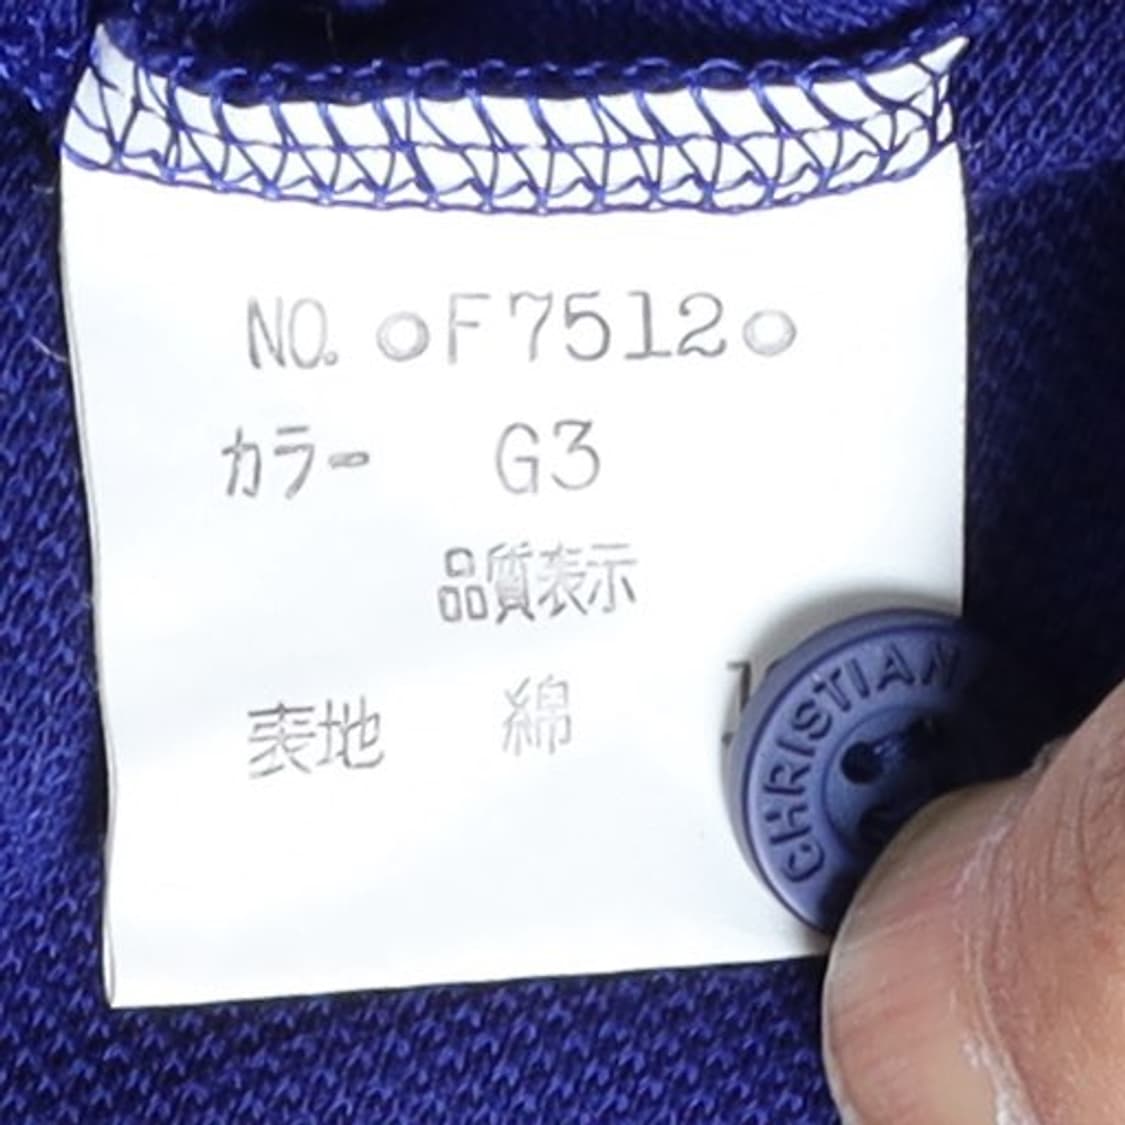 NO. ○F7512○
カラー G3
品質表示
表地 綿
CHRISTIAN